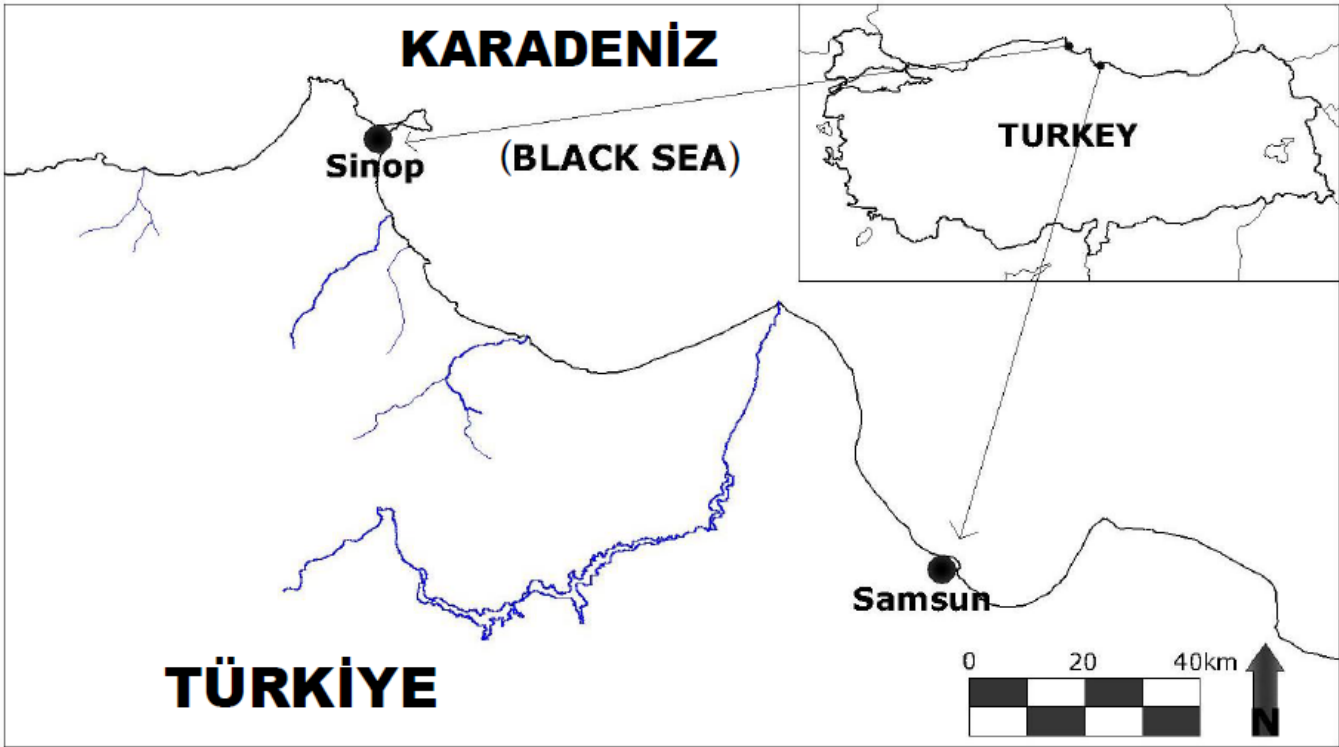 KARADENİZ
(BLACK SEA)
TURKEY
Sinop
Samsun
TÜRKİYE
0 20 40km
N